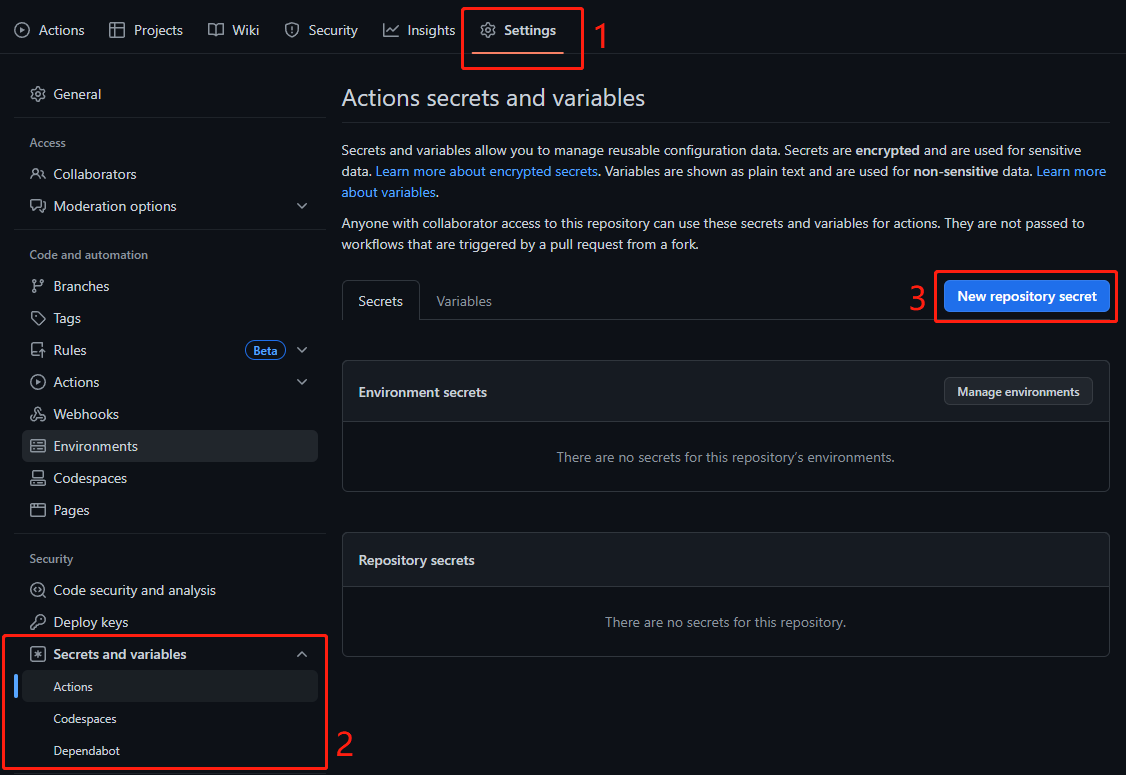 Actions Projects Wiki Security Insights Settings 1
General
Access
Collaborators
Moderation options
Code and automation
Branches
Tags
Rules Beta
Actions
Webhooks
Environments
Codespaces
Pages
Security
Code security and analysis
Deploy keys
Secrets and variables
Actions
Codespaces
Dependabot
2
Actions secrets and variables
Secrets and variables allow you to manage reusable configuration data. Secrets are encrypted and are used for sensitive
data. Learn more about encrypted secrets. Variables are shown as plain text and are used for non-sensitive data. Learn more
about variables.
Anyone with collaborator access to this repository can use these secrets and variables for actions. They are not passed to
workflows that are triggered by a pull request from a fork.
Secrets Variables 3 New repository secret
Environment secrets Manage environments
There are no secrets for this repository’s environments.
Repository secrets
There are no secrets for this repository.